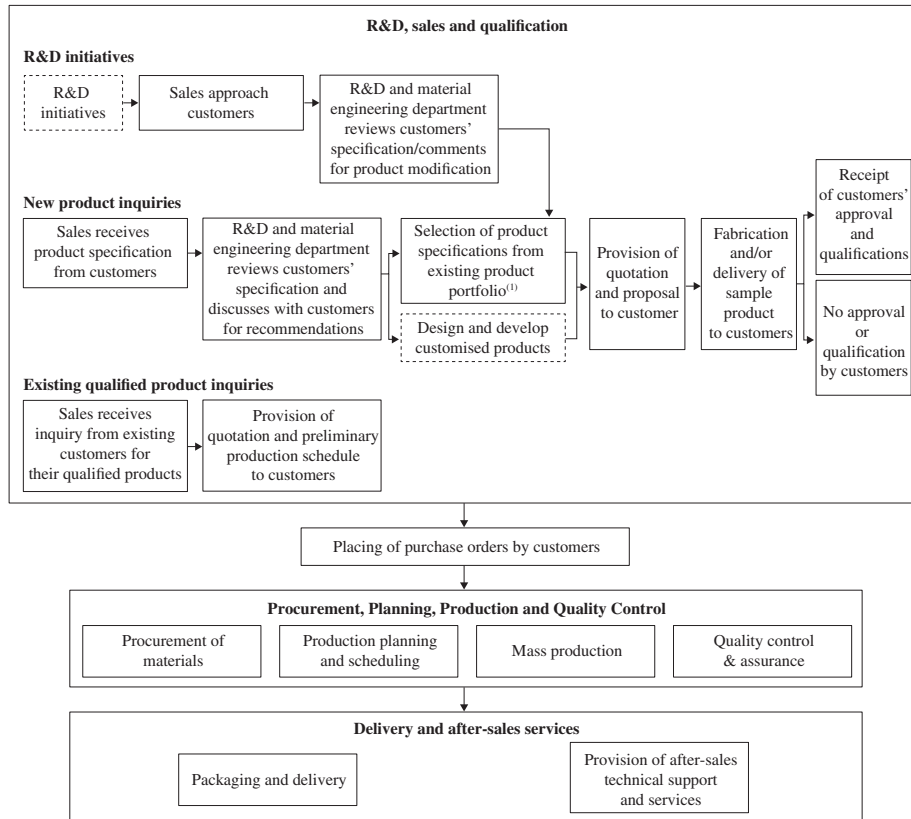 R&D, sales and qualification
R&D initiatives
R&D
initiatives
Sales approach
customers
R&D and material
engineering department
reviews customers'
specification/comments
for product modification
New product inquiries
Sales receives
product specification
from customers
R&D and material
engineering department
reviews customers'
specification and
discusses with customers
for recommendations
Selection of product
specifications from
existing product
portfolio(1)
Design and develop
customised products
Provision of
quotation
and proposal
to customer
Fabrication
and/or
delivery of
sample
product
to customers
Receipt
of customers'
approval
and
qualifications
No approval
or
qualification
by customers
Existing qualified product inquiries
Sales receives
inquiry from existing
customers for
their qualified products
Provision of
quotation and preliminary
production schedule
to customers
Placing of purchase orders by customers
Procurement, Planning, Production and Quality Control
Procurement of
materials
Production planning
and scheduling
Mass production
Quality control
& assurance
Delivery and after-sales services
Packaging and delivery
Provision of after-sales
technical support
and services